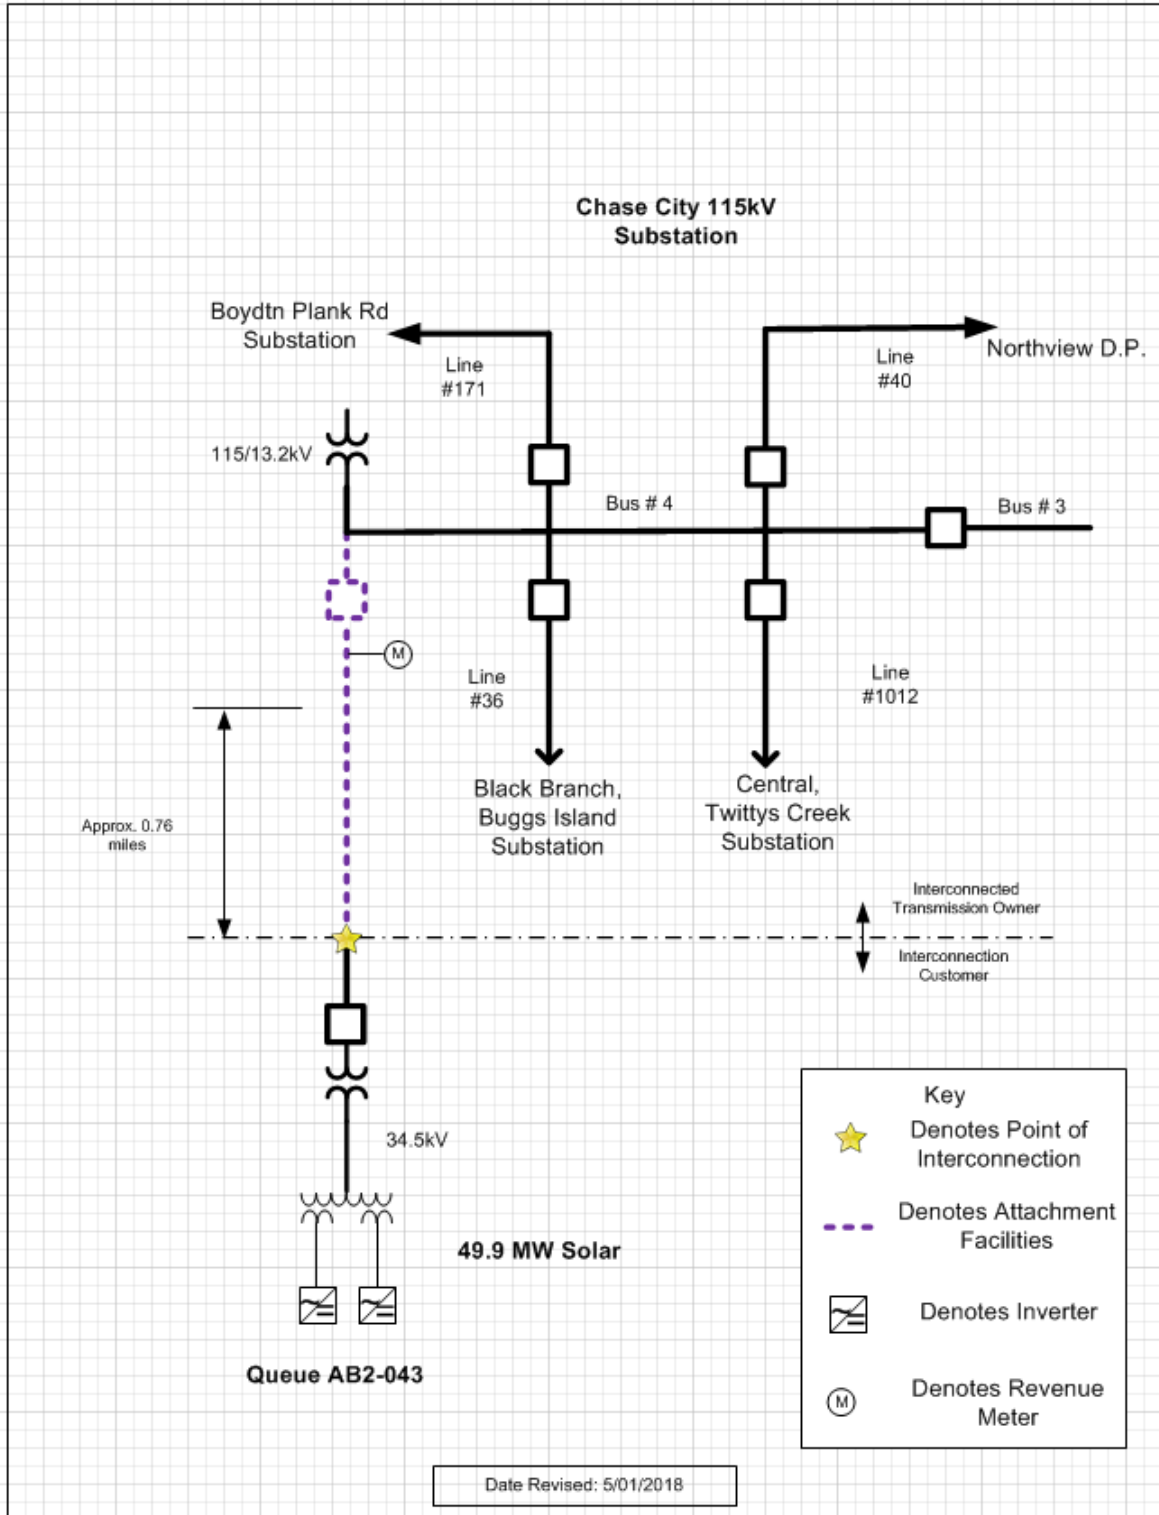 Chase City 115kV
Substation
Boydtn Plank Rd
Substation
Line
#171
Line
#40
Northview D.P.
115/13.2kV
Bus # 4
Bus # 3
M
Line
#36
Line
#1012
Black Branch,
Buggs Island
Substation
Central,
Twittys Creek
Substation
Approx. 0.76
miles
Interconnected
Transmission Owner
Interconnection
Customer
34.5kV
49.9 MW Solar
Queue AB2-043
Key
Denotes Point of
Interconnection
Denotes Attachment
Facilities
Denotes Inverter
M
Denotes Revenue
Meter
Date Revised: 5/01/2018